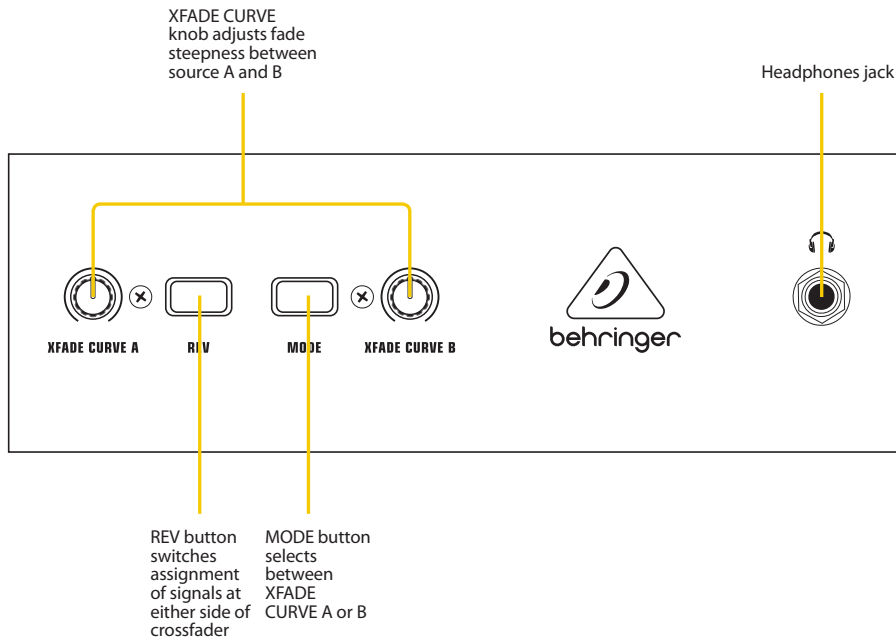 XFADE CURVE
knob adjusts fade
steepness between
source A and B
Headphones jack
XFADE CURVE A
REV
MODE
XFADE CURVE B
behringer
REV button
switches
assignment
of signals at
either side of
crossfader
MODE button
selects
between
XFADE
CURVE A or B